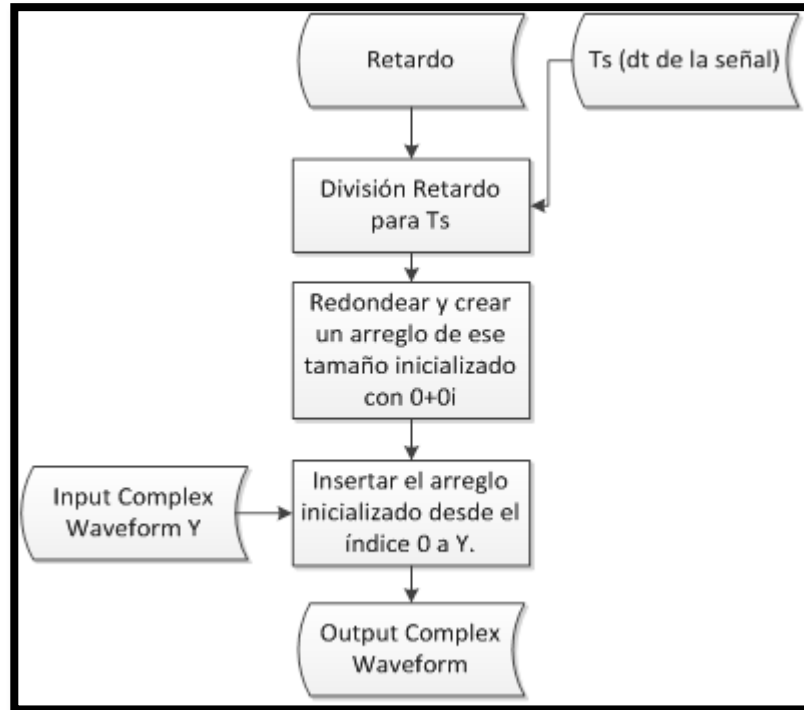 Retardo
Ts (dt de la señal)
División Retardo
para Ts
Redondear y crear
un arreglo de ese
tamaño inicializado
con 0+0i
Input Complex
Waveform Y
Insertar el arreglo
inicializado desde el
índice 0 a Y.
Output Complex
Waveform